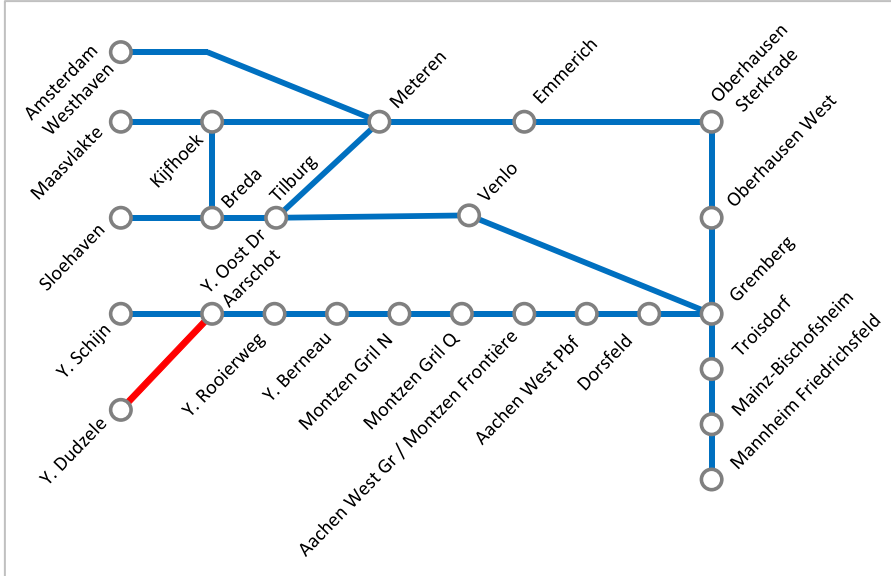 Amsterdam
Westhaven
Meteren
Emmerich
Oberhausen
Sterkrade
Maasvlakte
Kijfhoek
Breda
Tilburg
Venlo
Oberhausen West
Sloehaven
Y. Oost Dr
Aarschot
Gremberg
Y. Schijn
Y. Rooierweg
Y. Berneau
Montzen Gril N
Montzen Gril Q
Aachen West Gr / Montzen Frontière
Aachen West Pbf
Dorsfeld
Troisdorf
Mainz-Bischofsheim
Mannheim Friedrichsfeld
Y. Dudzele